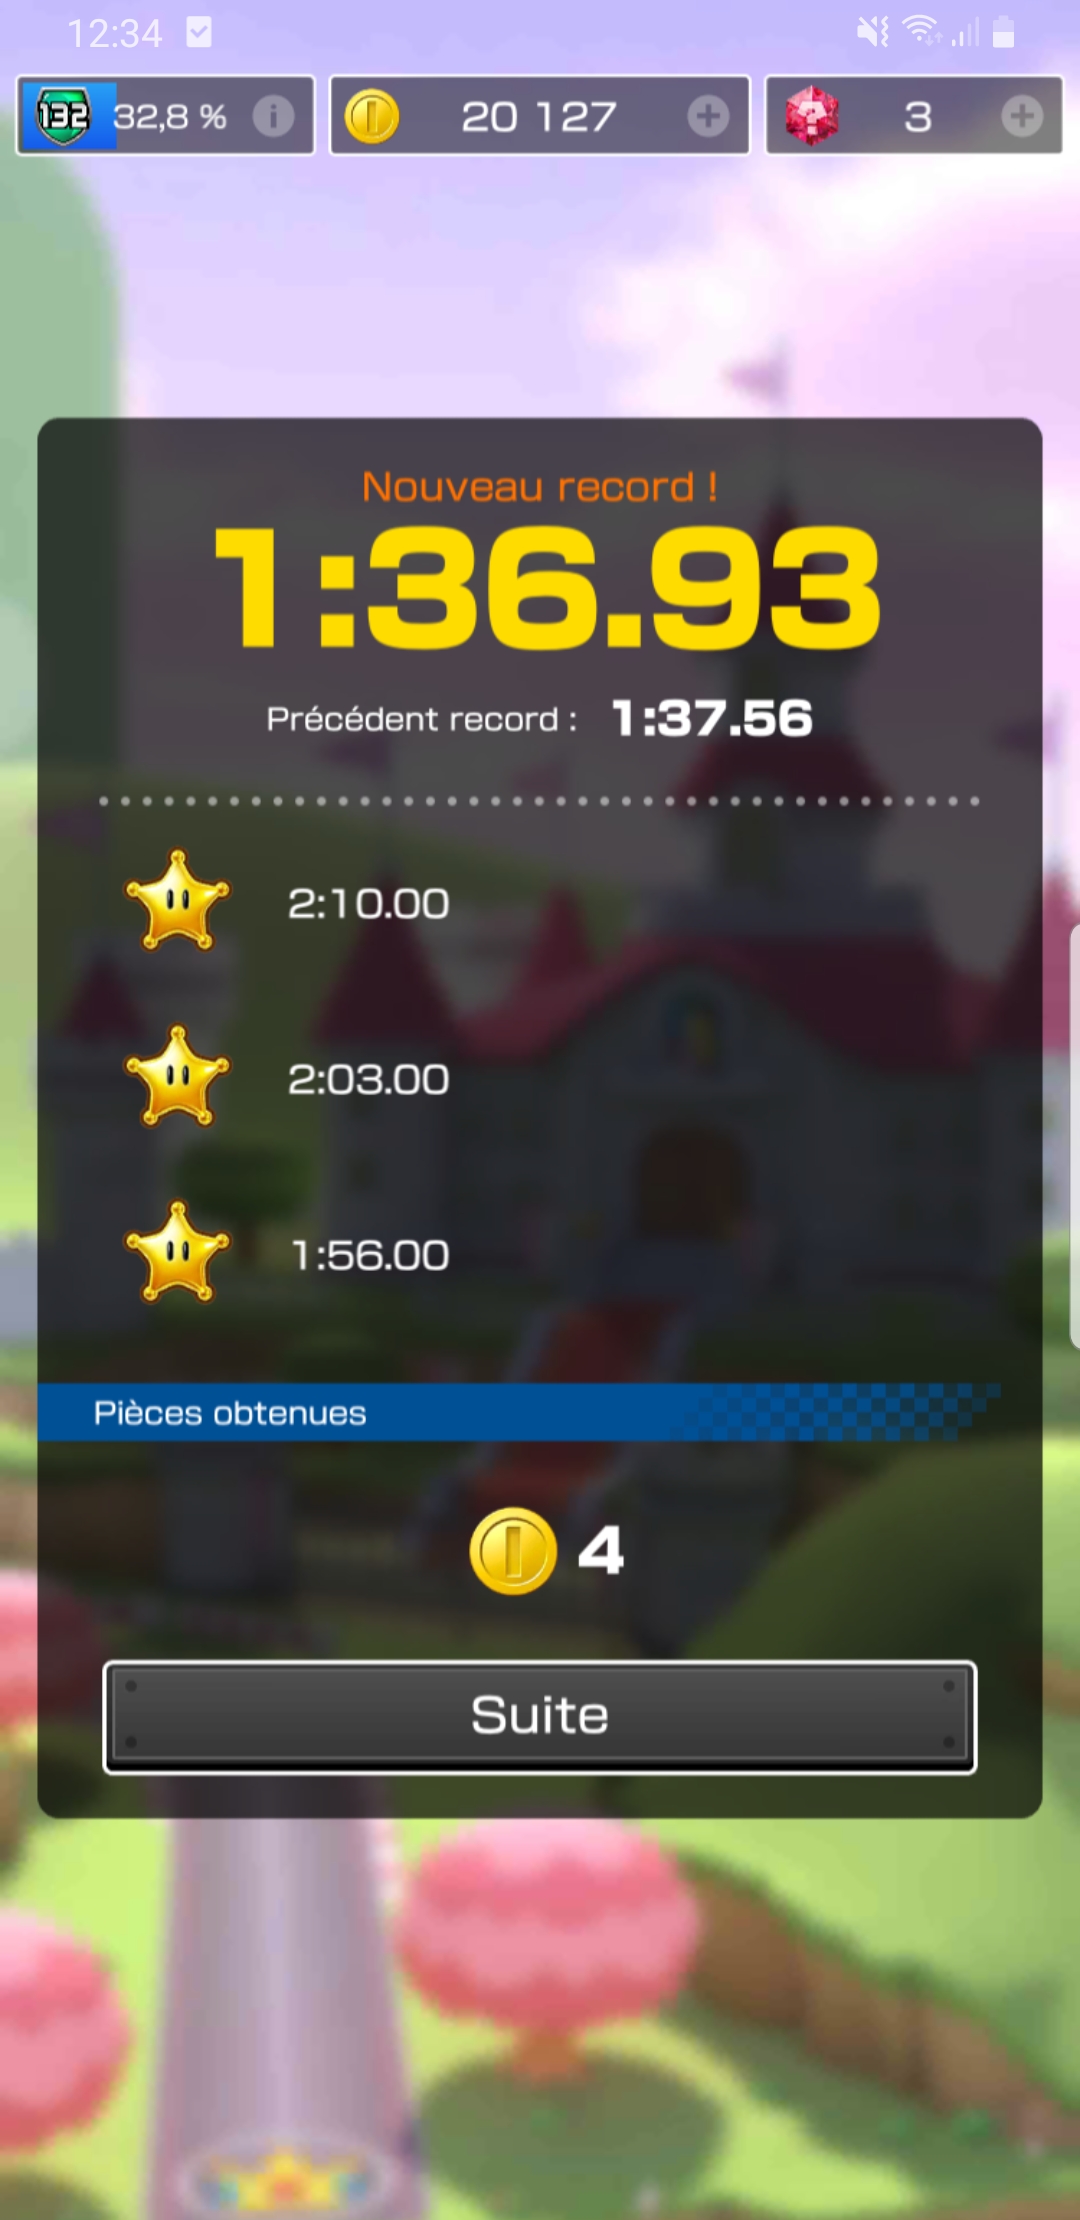 12:34
132 32,8 % i 20 127 + 3 +
Nouveau record !
1:36.93
Précédent record : 1:37.56
2:10.00
2:03.00
1:56.00
Pièces obtenues
4
Suite